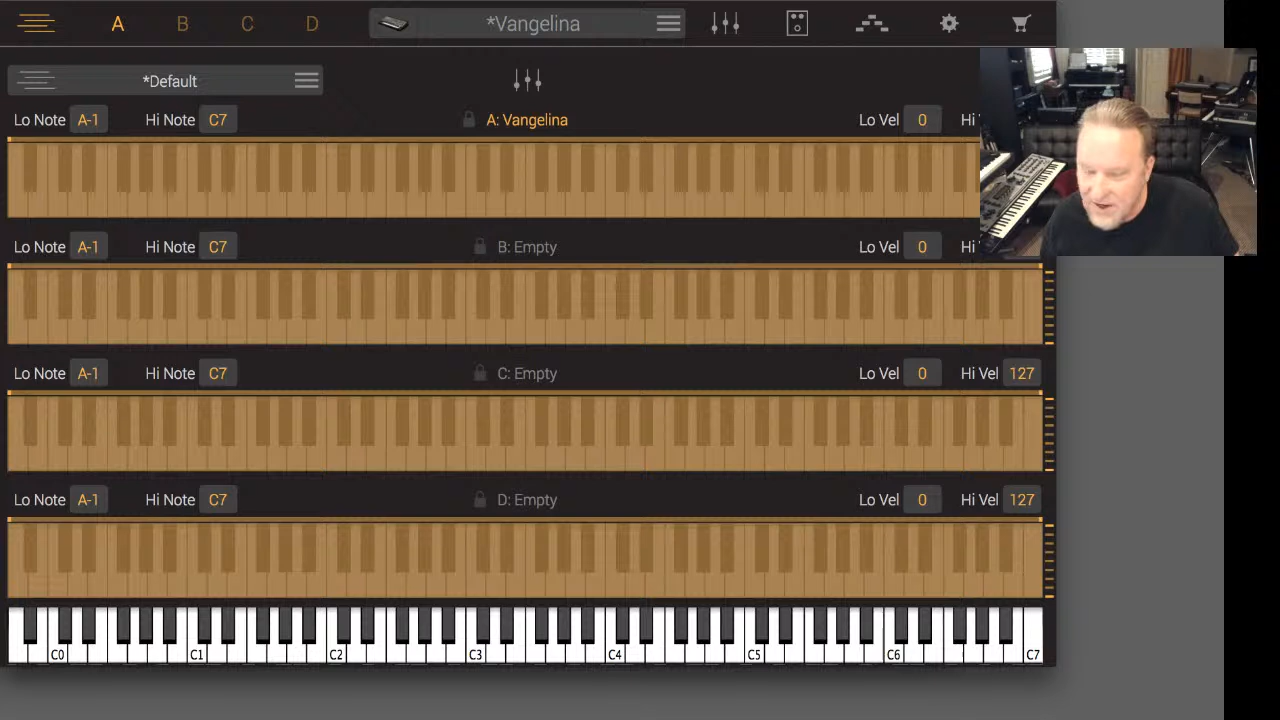 A B C D *Vangelina
*Default
Lo Note A-1 Hi Note C7 A: Vangelina Lo Vel 0 Hi
Lo Note A-1 Hi Note C7 B: Empty Lo Vel 0 Hi
Lo Note A-1 Hi Note C7 C: Empty Lo Vel 0 Hi Vel 127
Lo Note A-1 Hi Note C7 D: Empty Lo Vel 0 Hi Vel 127
C0 C1 C2 C3 C4 C5 C6 C7